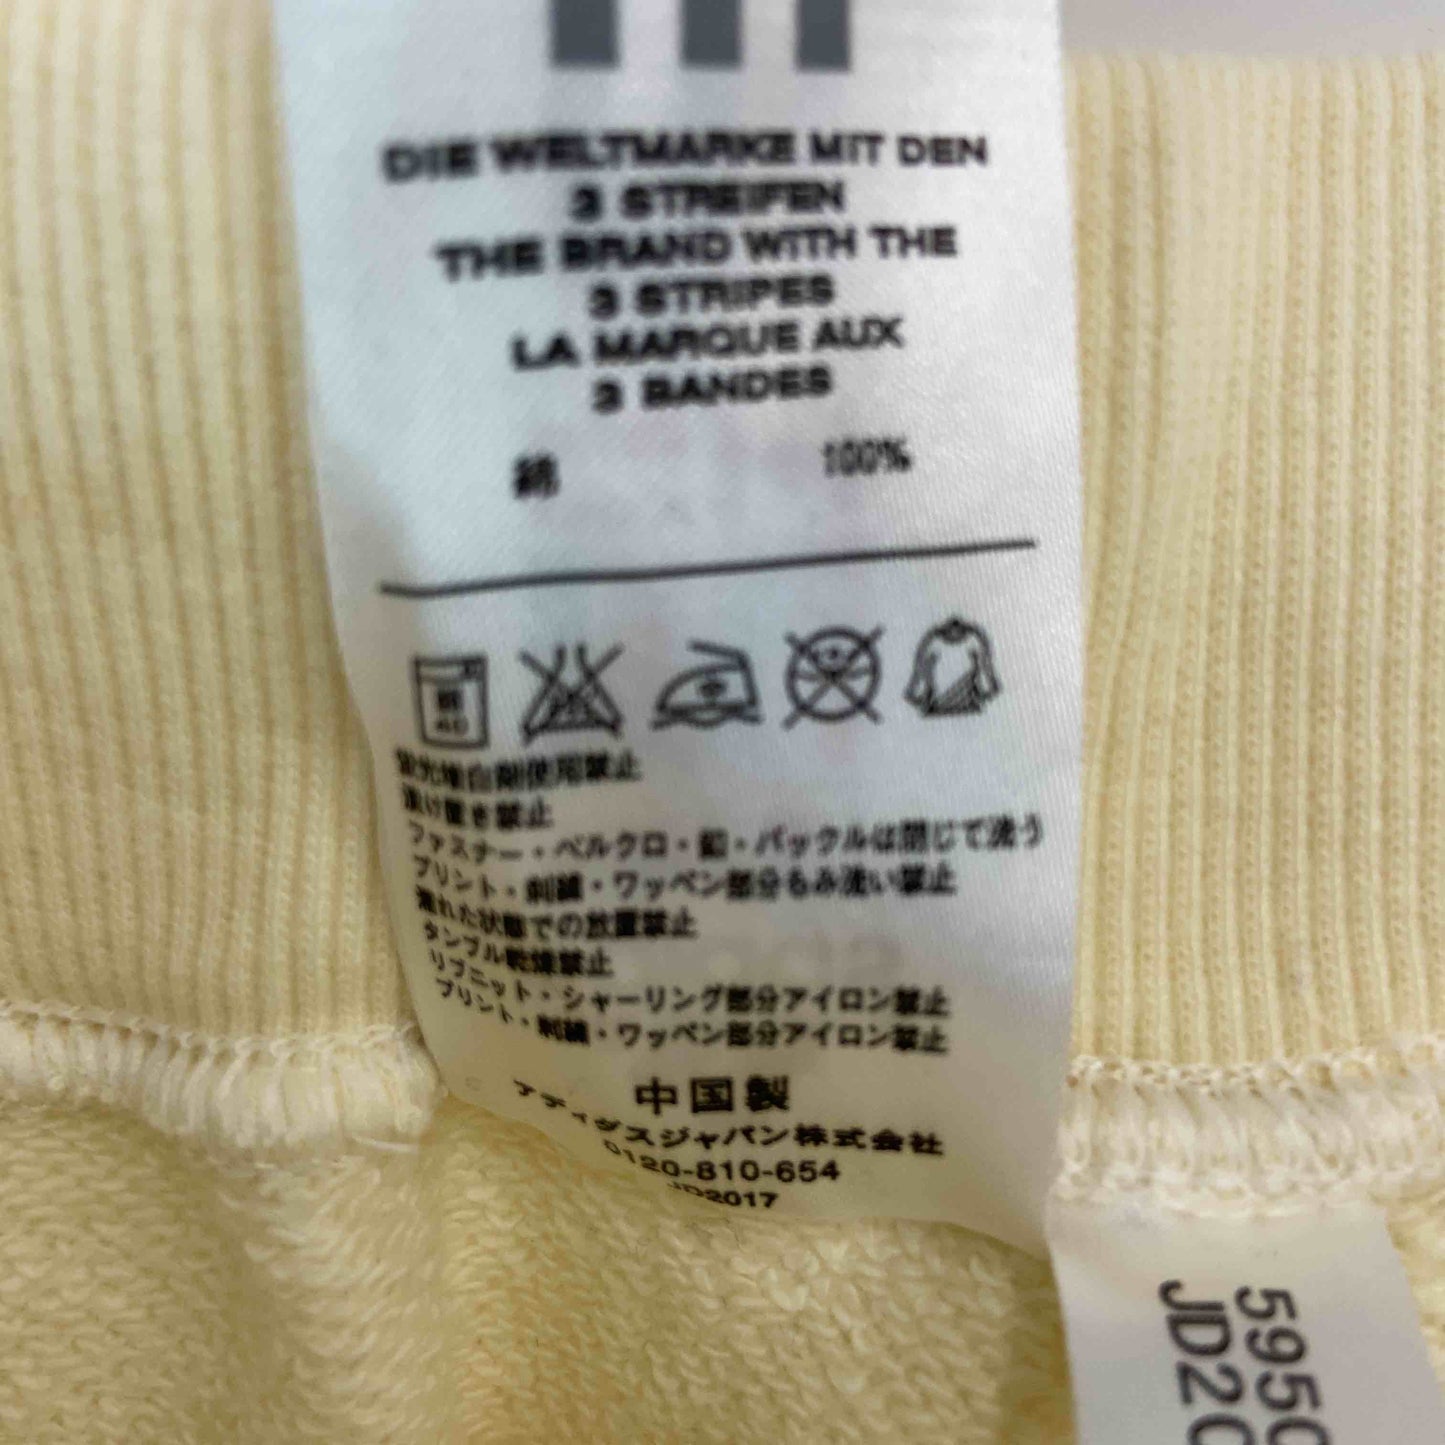 DIE WELTMARKE MIT DEN
3 STREIFEN
THE BRAND WITH THE
3 STRIPES
LA MARQUE AUX
3 BANDES
綿 100%
40
蛍光増白剤使用禁止
漬け置き禁止
ファスナー・ベルクロ・釦・バックルは閉じて洗う
プリント・刺繍・ワッペン部分もみ洗い禁止
濡れた状態での放置禁止
タンブル乾燥禁止
リブニット・シャーリング部分アイロン禁止
プリント・刺繍・ワッペン部分アイロン禁止
中国製
アディダスジャパン株式会社
0120-810-654
JD2017
5950
JD20